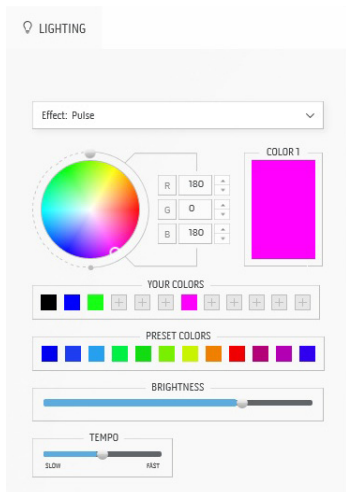 LIGHTING
Effect: Pulse
COLOR 1
R 180
G 0
B 180
YOUR COLORS
PRESET COLORS
BRIGHTNESS
TEMPO
SLOW FAST